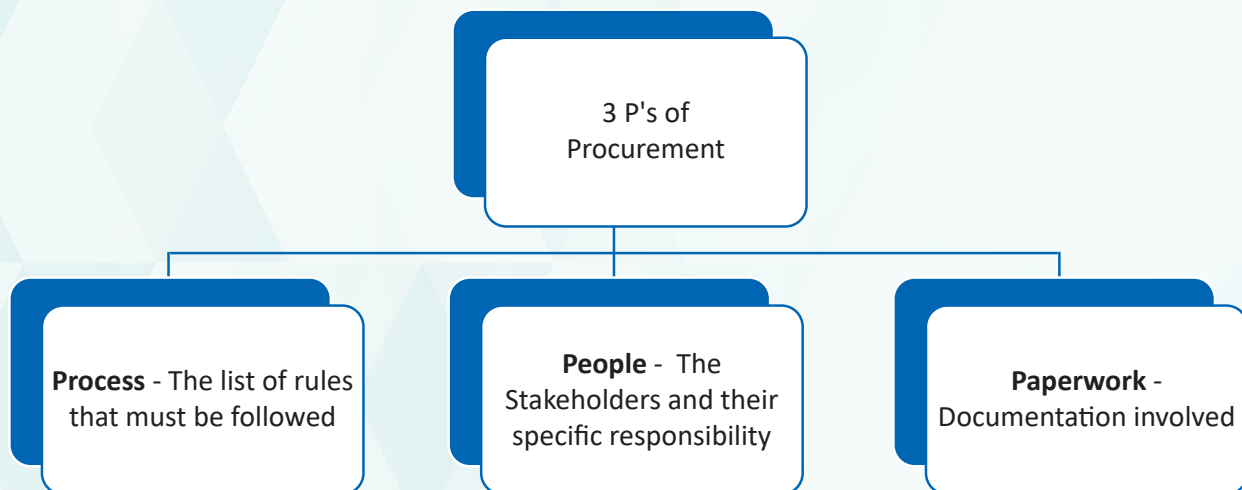 3 P's of
Procurement
Process - The list of rules
that must be followed
People - The
Stakeholders and their
specific responsibility
Paperwork -
Documentation involved